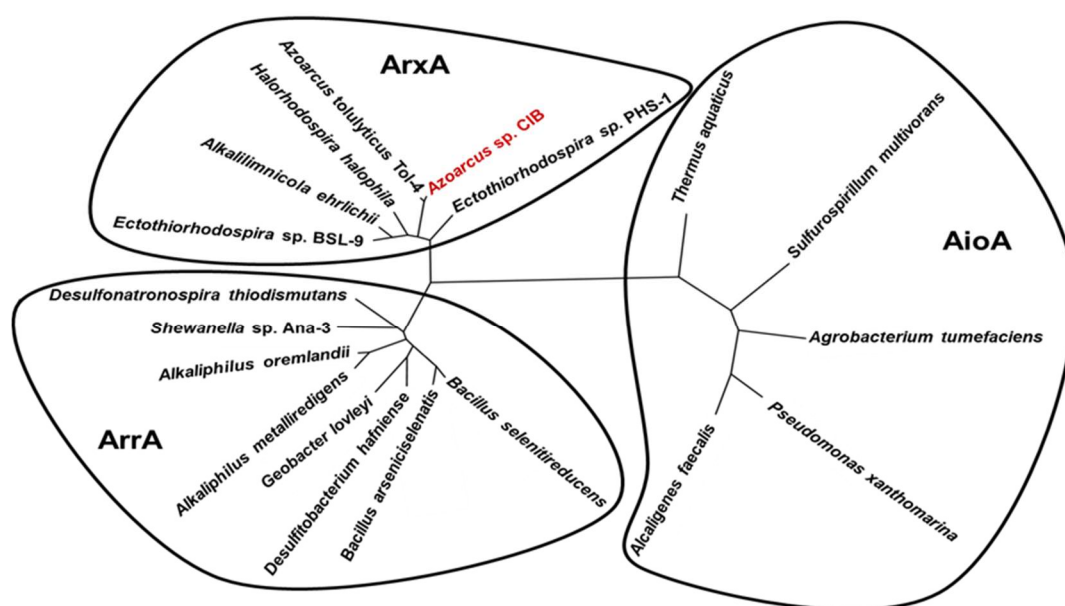 ArxA
Azoarcus tolulyticus Tol-4
Halorhodospira halophila
Alkalilimnicola ehrlichii
Ectothiorhodospira sp. BSL-9
Azoarcus sp. CIB
Ectothiorhodospira sp. PHS-1
AioA
Thermus aquaticus
Sulfurospirillum multivorans
Agrobacterium tumefaciens
Pseudomonas xanthomarina
Alcaligenes faecalis
ArrA
Desulfonatronospira thiodismutans
Shewanella sp. Ana-3
Alkaliphilus oremlandii
Alkaliphilus metalliredigens
Geobacter lovleyi
Desulfitobacterium hafniense
Bacillus arseniciselenatis
Bacillus selenitireducens